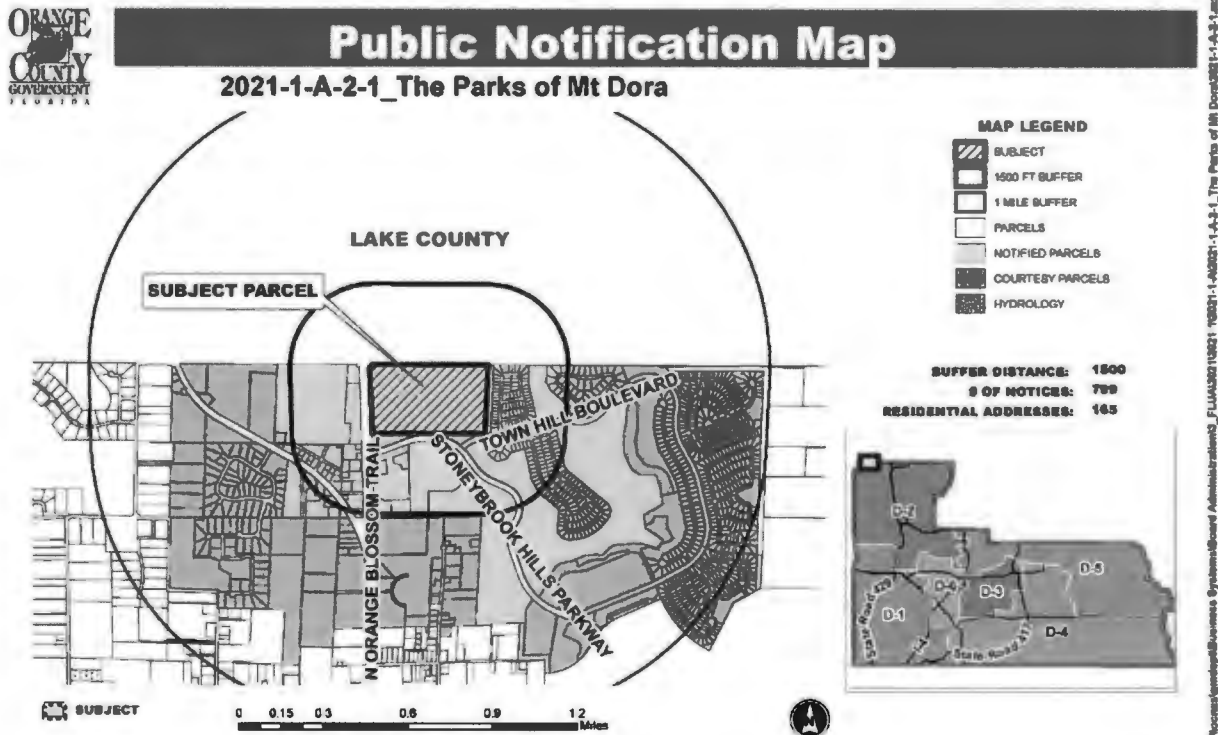 ORANGE
COUNTY
GOVERNMENT
FLORIDA
Public Notification Map
2021-1-A-2-1_The Parks of Mt Dora
MAP LEGEND
SUBJECT
1500 FT BUFFER
1 MILE BUFFER
PARCELS
NOTIFIED PARCELS
COURTESY PARCELS
HYDROLOGY
LAKE COUNTY
SUBJECT PARCEL
TOWN HILL BOULEVARD
STONEYBROOK HILLS PARKWAY
N ORANGE BLOSSOM TRAIL
BUFFER DISTANCE: 1500
# OF NOTICES: 799
RESIDENTIAL ADDRESSES: 165
D-2
D-5
D-6
D-3
D-1
D-4
State Road 429
I-4
State Road 417
SUBJECT
0 0.15 0.3 0.6 0.9 1.2
Miles
N